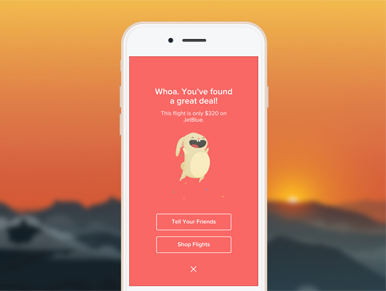 Whoa. You've found
a great deal!
This flight is only $320 on
JetBlue.
Tell Your Friends
Shop Flights